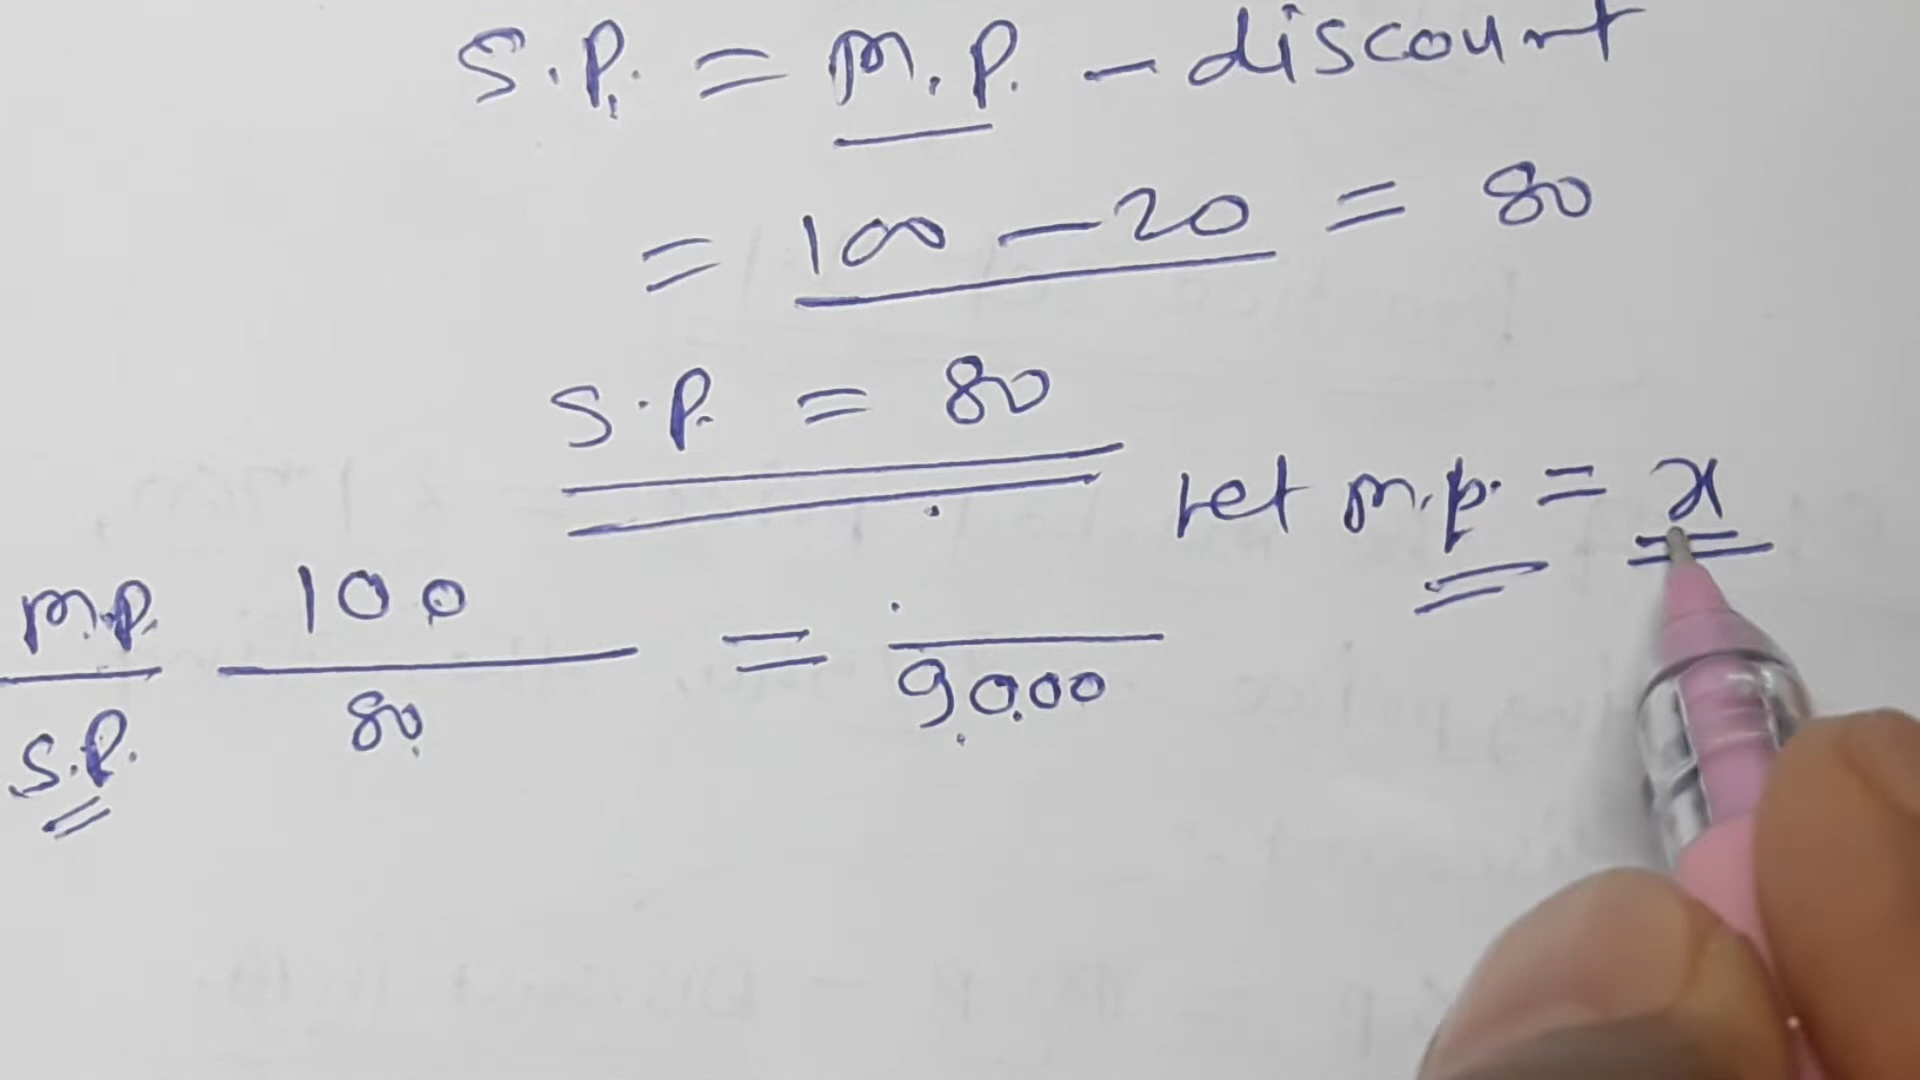 S.P. = M.P. - discount
= 100 - 20 = 80
S.P. = 80
Let m.p. = x
M.P. 100 = 
S.P. 80 9000